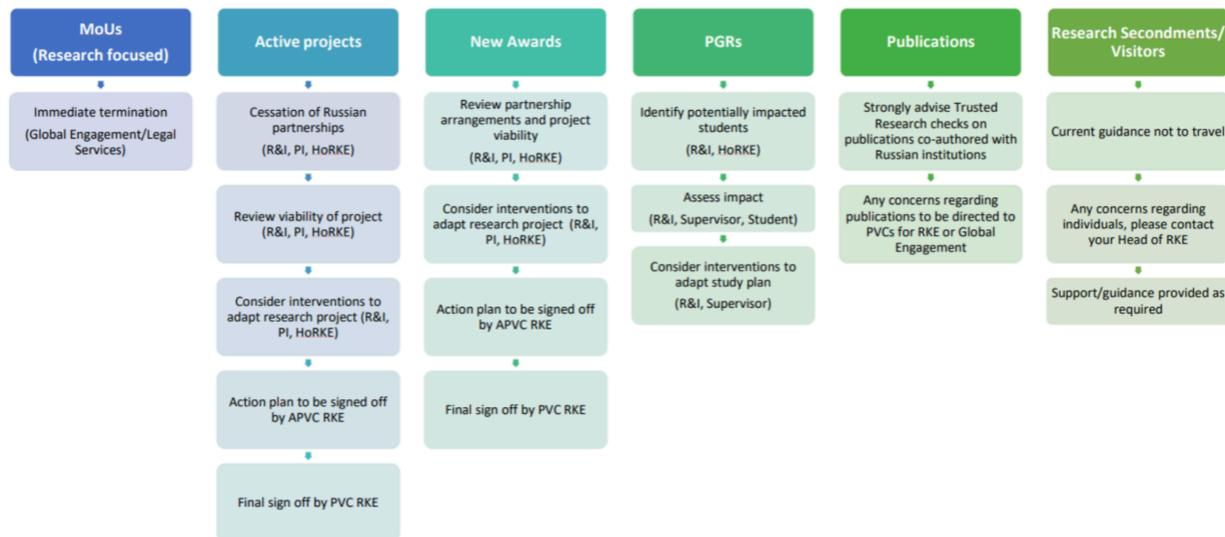 MoUs
(Research focused)
Immediate termination
(Global Engagement/Legal
Services)
Active projects
Cessation of Russian
partnerships
(R&I, PI, HoRKE)
Review viability of project
(R&I, PI, HoRKE)
Consider interventions to
adapt research project (R&I,
PI, HoRKE)
Action plan to be signed off
by APVC RKE
Final sign off by PVC RKE
New Awards
Review partnership
arrangements and project
viability
(R&I, PI, HoRKE)
Consider interventions to
adapt research project  (R&I,
PI, HoRKE)
Action plan to be signed off
by APVC RKE
Final sign off by PVC RKE
PGRs
Identify potentially impacted
students
(R&I, HoRKE)
Assess impact
(R&I, Supervisor, Student)
Consider interventions to
adapt study plan
(R&I, Supervisor)
Publications
Strongly advise Trusted
Research checks on
publications co-authored with
Russian institutions
Any concerns regarding
publications to be directed to
PVCs for RKE or Global
Engagement
Research Secondments/
Visitors
Current guidance not to travel
Any concerns regarding
individuals, please contact
your Head of RKE
Support/guidance provided as
required